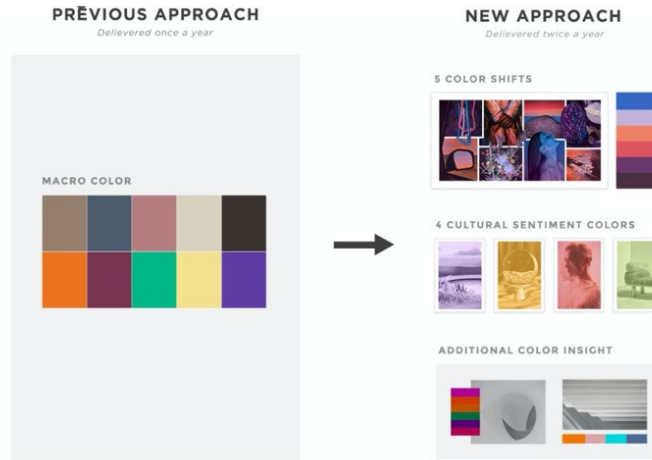 PRĒVIOUS APPROACH
Delievered once a year
MACRO COLOR
NEW APPROACH
Delievered twice a year
5 COLOR SHIFTS
4 CULTURAL SENTIMENT COLORS
ADDITIONAL COLOR INSIGHT